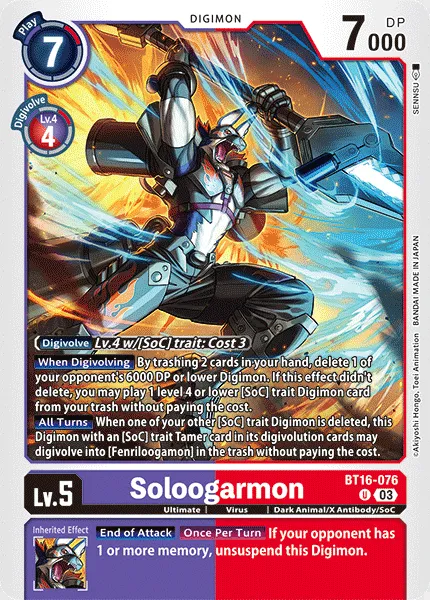 DIGIMON
Play
7
7 000
DP
Digivolve
Lv.4
4
SENNSU
©Akiyoshi Hongo, Toei Animation BANDAI MADE IN JAPAN
Digivolve Lv.4 w/[SoC] trait: Cost 3
When Digivolving By trashing 2 cards in your hand, delete 1 of
your opponent's 6000 DP or lower Digimon. If this effect didn't
delete, you may play 1 level 4 or lower [SoC] trait Digimon card
from your trash without paying the cost.
All Turns When one of your other [SoC] trait Digimon is deleted, this
Digimon with an [SoC] trait Tamer card in its digivolution cards may
digivolve into [Fenriloogamon] in the trash without paying the cost.
Lv.5
Soloogarmon
BT16-076
U 03
Ultimate | Virus | Dark Animal/X Antibody/SoC
Inherited Effect
End of Attack Once Per Turn If your opponent has
1 or more memory, unsuspend this Digimon.